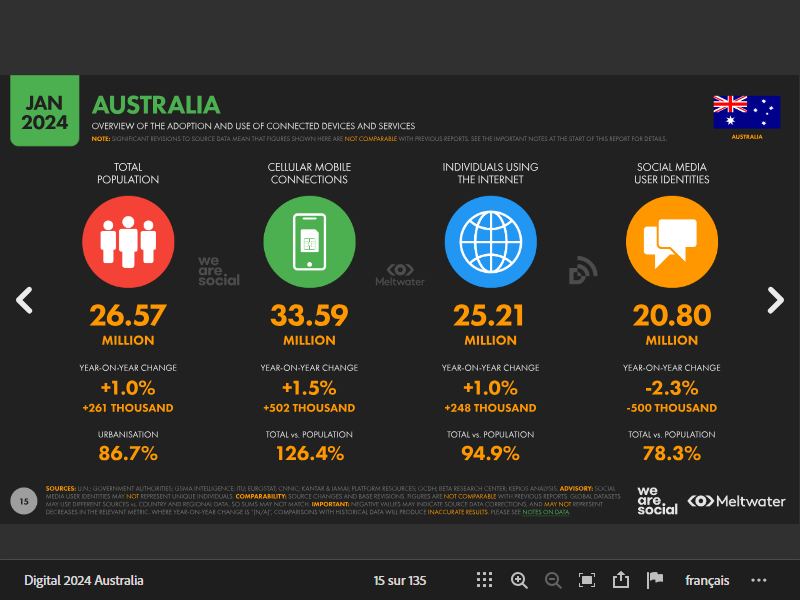 JAN
2024
AUSTRALIA
OVERVIEW OF THE ADOPTION AND USE OF CONNECTED DEVICES AND SERVICES
NOTE: SIGNIFICANT REVISIONS TO SOURCE DATA MEAN THAT FIGURES SHOWN HERE ARE NOT COMPARABLE WITH PREVIOUS REPORTS. SEE THE IMPORTANT NOTES AT THE START OF THIS REPORT FOR DETAILS.
AUSTRALIA
TOTAL
POPULATION
CELLULAR MOBILE
CONNECTIONS
INDIVIDUALS USING
THE INTERNET
SOCIAL MEDIA
USER IDENTITIES
we
are
social
Meltwater
26.57
MILLION
33.59
MILLION
25.21
MILLION
20.80
MILLION
YEAR-ON-YEAR CHANGE
+1.0%
+261 THOUSAND
YEAR-ON-YEAR CHANGE
+1.5%
+502 THOUSAND
YEAR-ON-YEAR CHANGE
+1.0%
+248 THOUSAND
YEAR-ON-YEAR CHANGE
-2.3%
-500 THOUSAND
URBANISATION
86.7%
TOTAL vs. POPULATION
126.4%
TOTAL vs. POPULATION
94.9%
TOTAL vs. POPULATION
78.3%
15
SOURCES: U.N.; GOVERNMENT AUTHORITIES; GSMA INTELLIGENCE; ITU; EUROSTAT; CNNIC; KANTAR & IAMAI; PLATFORM RESOURCES; OCDH; BETA RESEARCH CENTER; KEPIOS ANALYSIS. ADVISORY: SOCIAL
MEDIA USER IDENTITIES MAY NOT REPRESENT UNIQUE INDIVIDUALS. COMPARABILITY: SOURCE CHANGES AND BASE REVISIONS. FIGURES ARE NOT COMPARABLE WITH PREVIOUS REPORTS. GLOBAL DATASETS
MAY USE DIFFERENT SOURCES vs. COUNTRY AND REGIONAL DATA, SO SUMS MAY NOT MATCH. IMPORTANT: NEGATIVE VALUES MAY INDICATE SOURCE DATA CORRECTIONS, AND MAY NOT REPRESENT
DECREASES IN THE RELEVANT METRIC. WHERE YEAR-ON-YEAR CHANGE IS "[N/A]", COMPARISONS WITH HISTORICAL DATA WILL PRODUCE INACCURATE RESULTS. PLEASE SEE NOTES ON DATA.
we
are
social
Meltwater
Digital 2024 Australia
15 sur 135
français